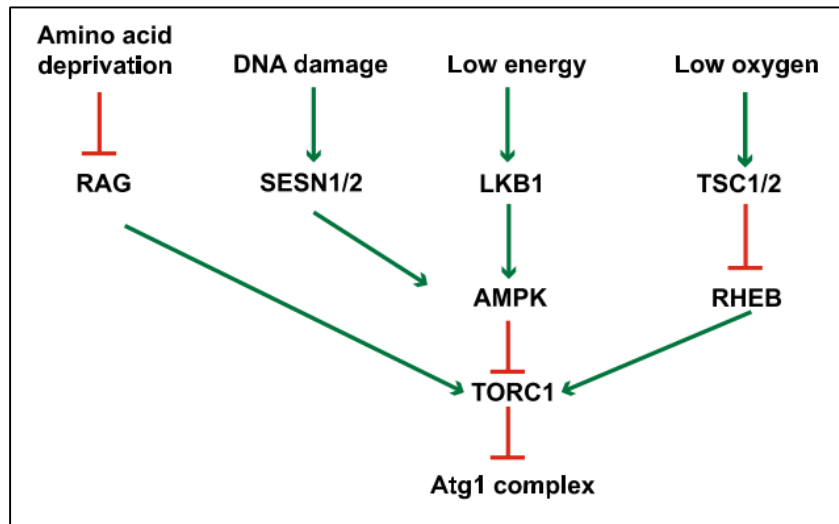 Amino acid
deprivation
DNA damage
Low energy
Low oxygen
RAG
SESN1/2
LKB1
TSC1/2
AMPK
RHEB
TORC1
Atg1 complex